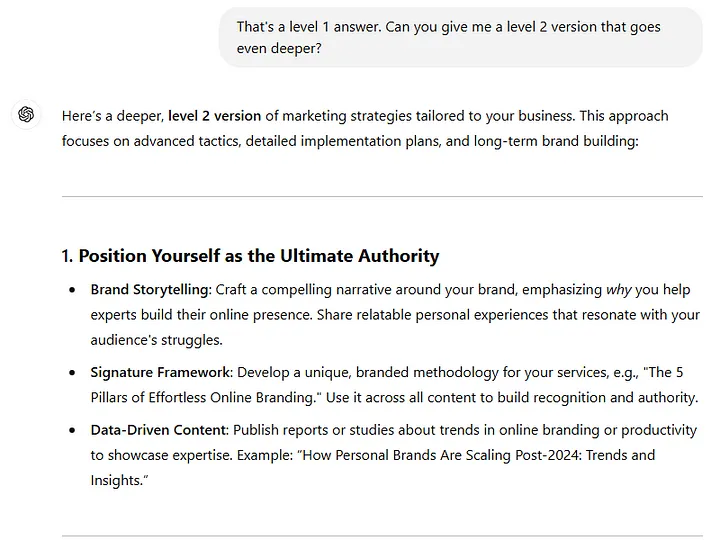 That's a level 1 answer. Can you give me a level 2 version that goes
even deeper?
Here's a deeper, level 2 version of marketing strategies tailored to your business. This approach
focuses on advanced tactics, detailed implementation plans, and long-term brand building:
1. Position Yourself as the Ultimate Authority
• Brand Storytelling: Craft a compelling narrative around your brand, emphasizing why you help
experts build their online presence. Share relatable personal experiences that resonate with your
audience's struggles.
• Signature Framework: Develop a unique, branded methodology for your services, e.g., "The 5
Pillars of Effortless Online Branding." Use it across all content to build recognition and authority.
• Data-Driven Content: Publish reports or studies about trends in online branding or productivity
to showcase expertise. Example: "How Personal Brands Are Scaling Post-2024: Trends and
Insights."